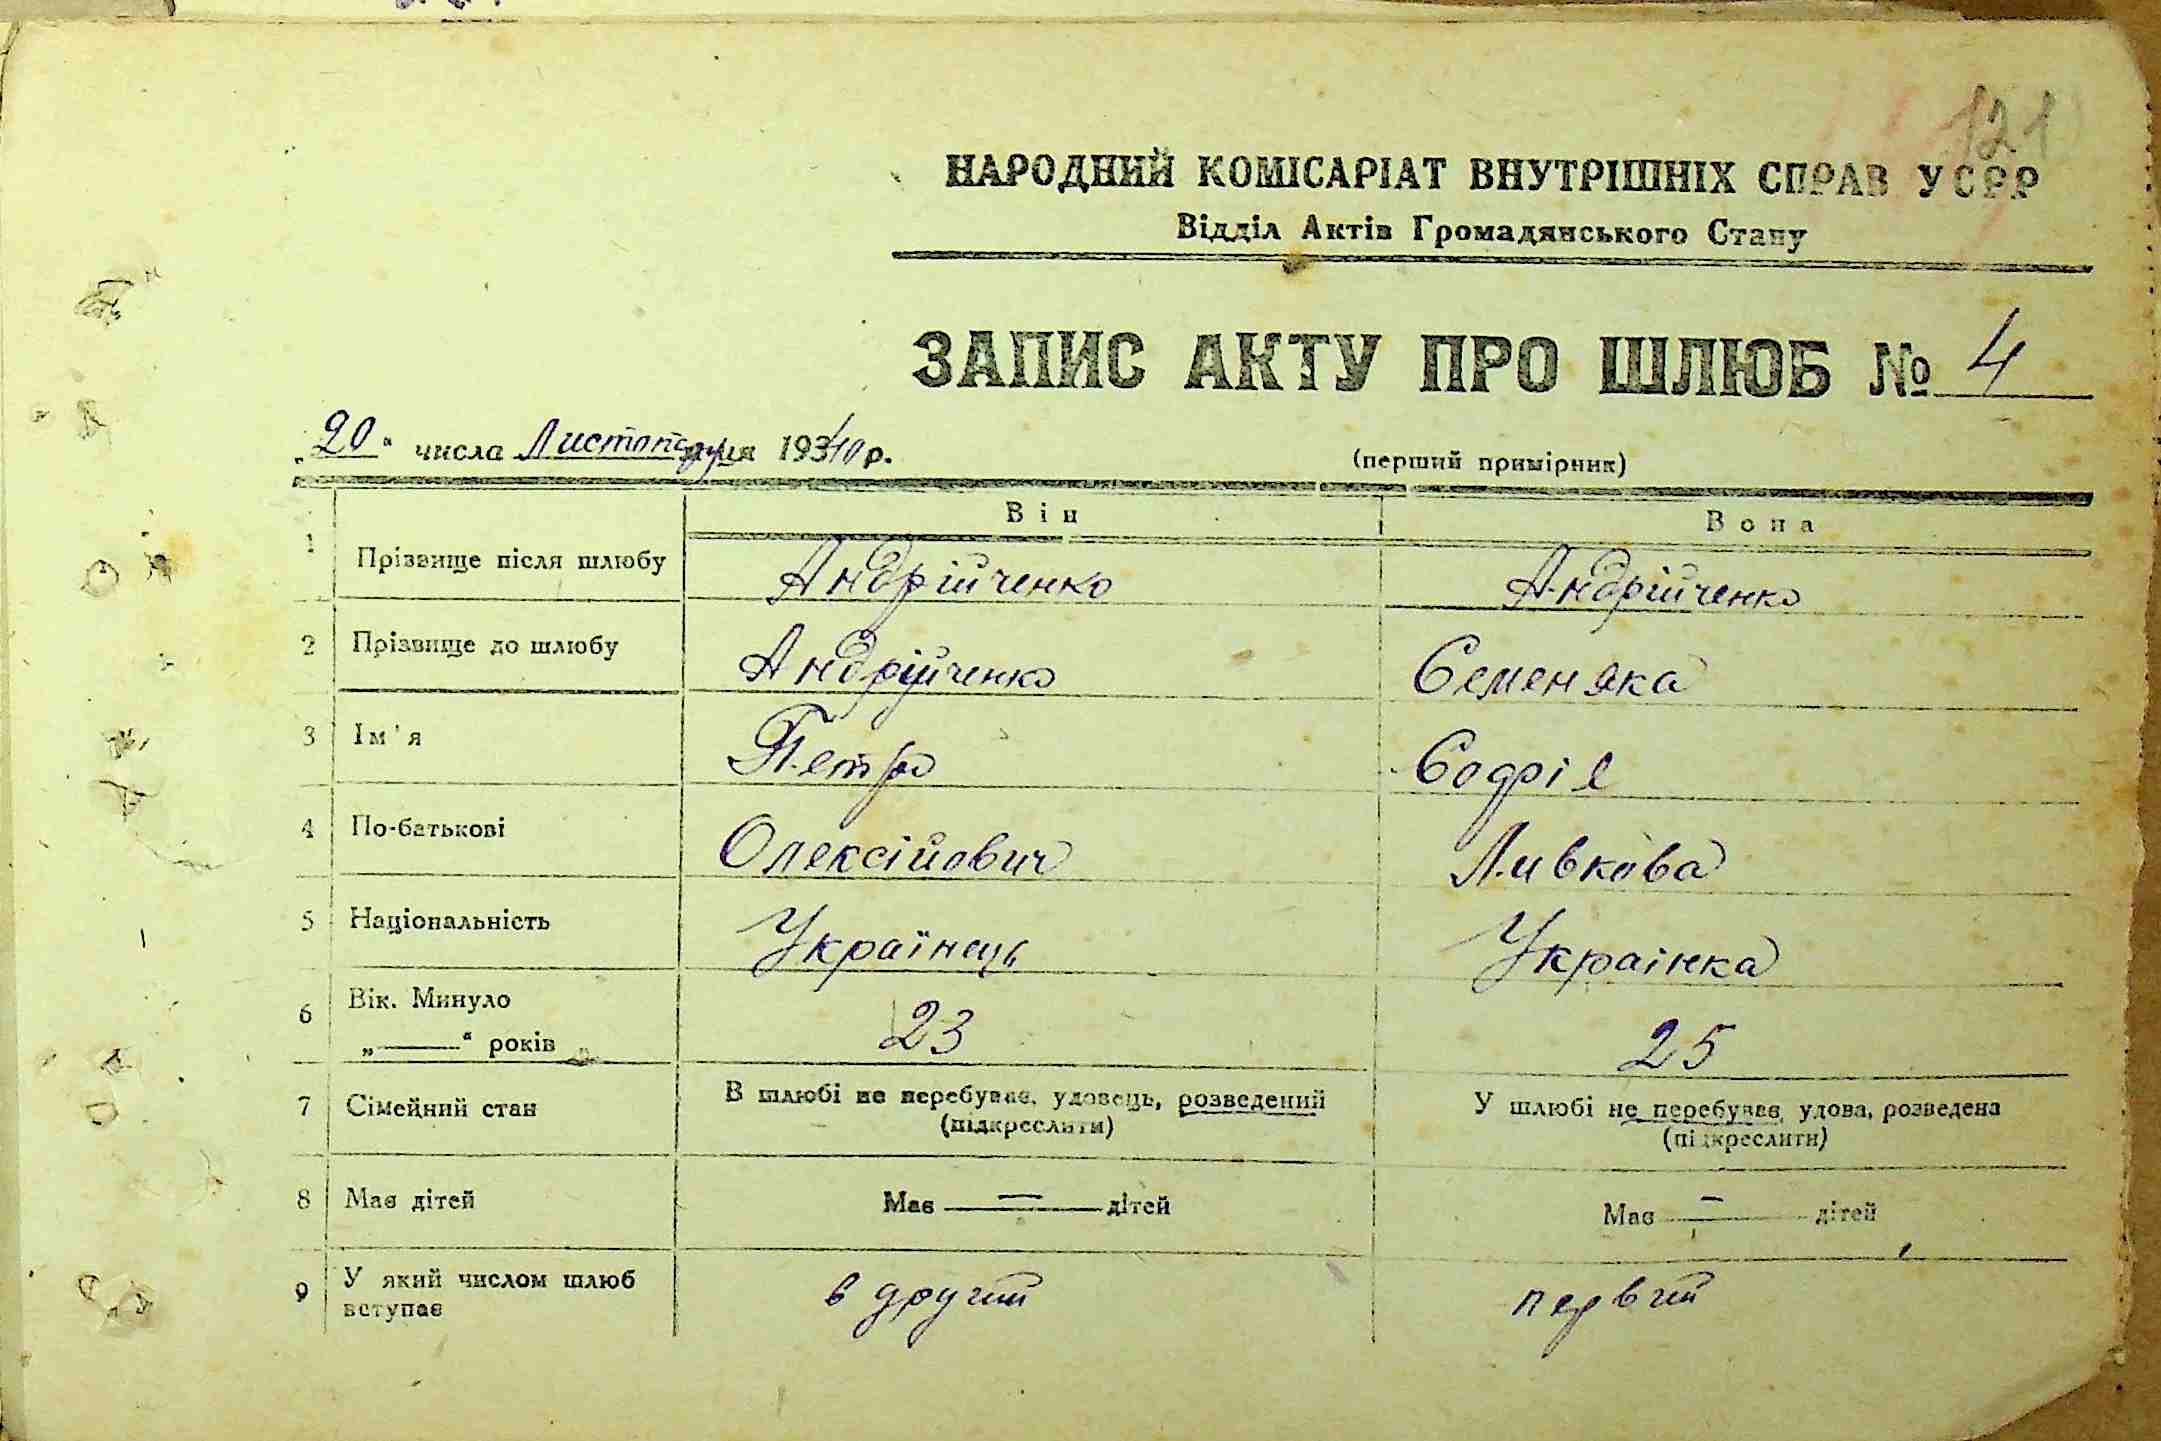 121
НАРОДНИЙ КОМІСАРІАТ ВНУТРІШНІХ СПРАВ УСРР
Відділ Актів Громадянського Стану
ЗАПИС АКТУ ПРО ШЛЮБ № 4
„20“ числа Листопада 1940 р.
(перший примірник)
Він Вона
1 Прізвище після шлюбу Андрійченко Андрійченко
2 Прізвище до шлюбу Андрійченко Семеняка
3 Ім'я Петро Софія
4 По-батькові Олексійович Левкова
5 Національність Українець Українка
6 Вік. Минуло
„——“ років 23 25
7 Сімейний стан В шлюбі не перебуває, удовець, розведений У шлюбі не перебуває, удова, розведена
(підкреслити) (підкреслити)
8 Має дітей Має — дітей Має — дітей
9 У який числом шлюб
вступає в другий первий